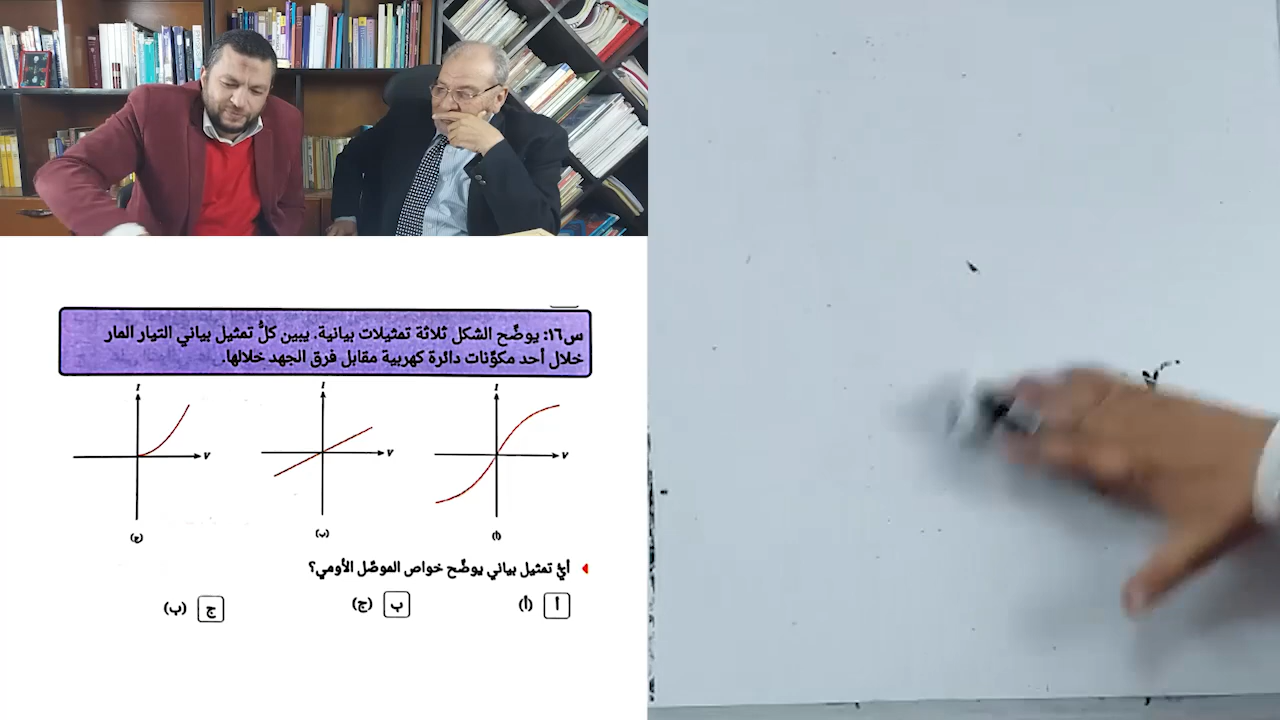 س١٦: يوضِّح الشكل ثلاثة تمثيلات بيانية. يبين كلُّ تمثيل بياني التيار المار
خلال أحد مكوِّنات دائرة كهربية مقابل فرق الجهد خلالها.
I
I
I
V
V
V
(أ)
(ب)
(ج)
أيُّ تمثيل بياني يوضِّح خواص الموصِّل الأومي؟
أ (أ)
ب (ج)
ج (ب)